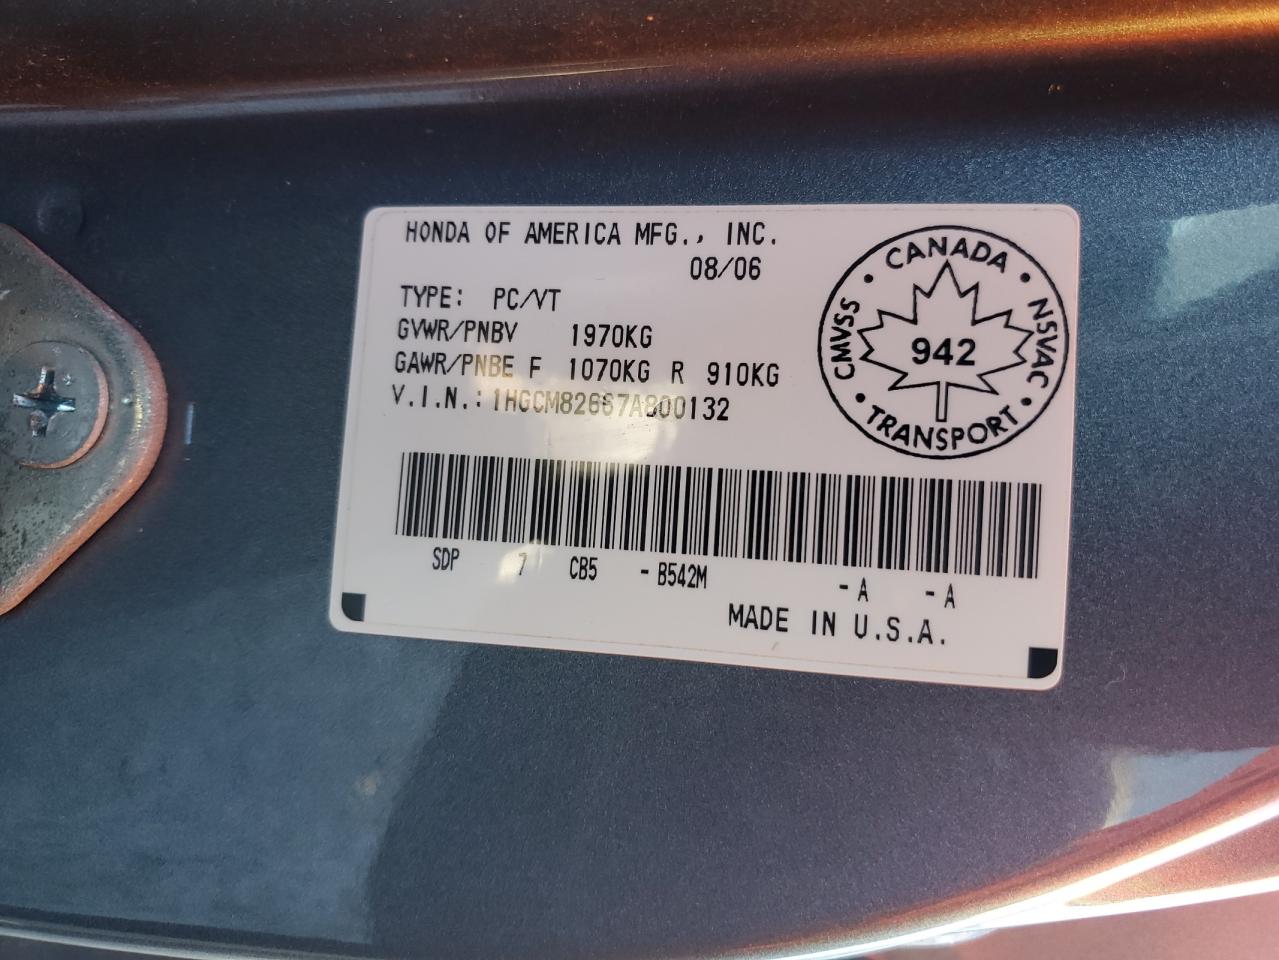 HONDA OF AMERICA MFG., INC.
08/06
TYPE: PC/VT
GVWR/PNBV 1970KG
GAWR/PNBE F 1070KG R 910KG
V.I.N.: 1HGCM82667A800132
SDP 7 CB5 - B542M - A - A
MADE IN U.S.A.
CANADA
CMVSS
942
NSVAC
TRANSPORT